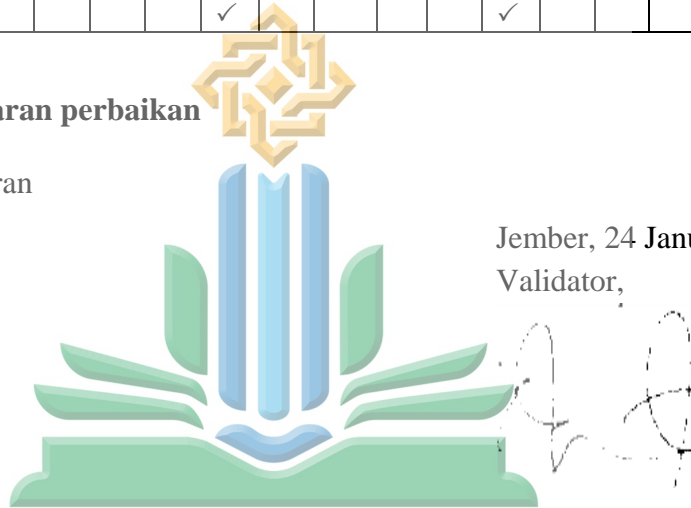 ✓ ✓
aran perbaikan
ran
Jember, 24 Janu
Validator,